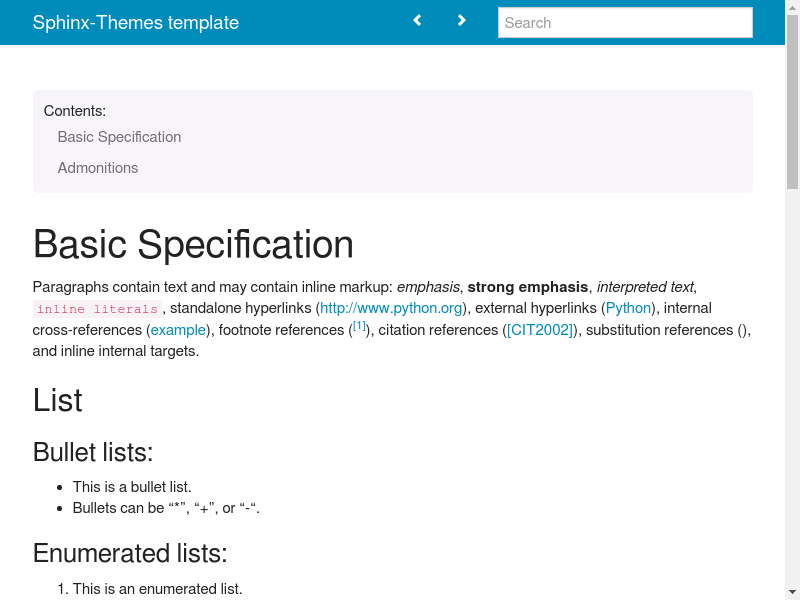 Sphinx-Themes template
Search
Contents:
Basic Specification
Admonitions
Basic Specification
Paragraphs contain text and may contain inline markup: emphasis, strong emphasis, interpreted text,
inline literals, standalone hyperlinks (http://www.python.org), external hyperlinks (Python), internal
cross-references (example), footnote references ([1]), citation references ([CIT2002]), substitution references (),
and inline internal targets.
List
Bullet lists:
• This is a bullet list.
• Bullets can be “*”, “+”, or “-“.
Enumerated lists:
1. This is an enumerated list.